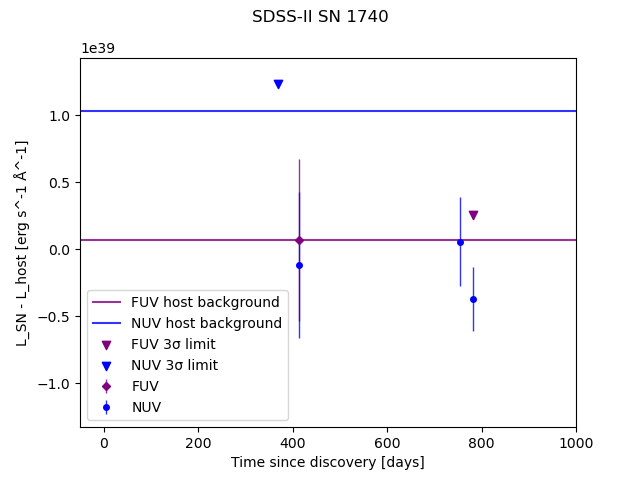 SDSS-II SN 1740
1e39
L_SN - L_host [erg s^-1 Å^-1]
1.0
0.5
0.0
−0.5
−1.0
FUV host background
NUV host background
FUV 3σ limit
NUV 3σ limit
FUV
NUV
0 200 400 600 800 1000
Time since discovery [days]